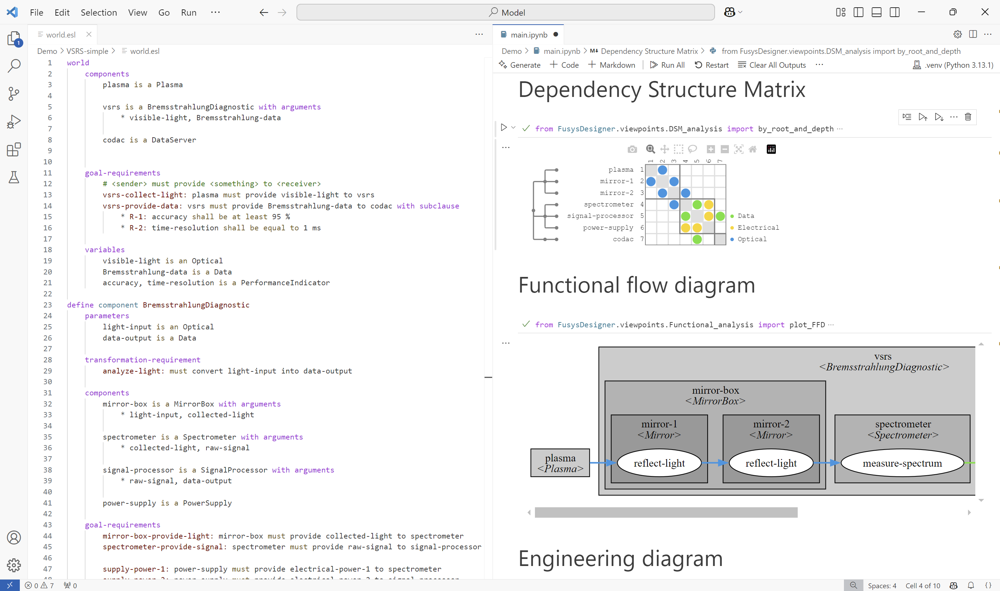 File Edit Selection View Go Run ···
Model
world.esl
main.ipynb
1
Demo > VSRS-simple > world.esl
Demo > main.ipynb > M↓ Dependency Structure Matrix > from FusysDesigner.viewpoints.DSM_analysis import by_root_and_depth
Generate + Code + Markdown Run All Restart Clear All Outputs ··· .venv (Python 3.13.1)
1 world
2 components
3 plasma is a Plasma
4
5 vsrs is a BremsstrahlungDiagnostic with arguments
6 * visible-light, Bremsstrahlung-data
7
8 codac is a DataServer
9
10
11 goal-requirements
12 # <sender> must provide <something> to <receiver>
13 vsrs-collect-light: plasma must provide visible-light to vsrs
14 vsrs-provide-data: vsrs must provide Bremsstrahlung-data to codac with subclause
15 * R-1: accuracy shall be at least 95 %
16 * R-2: time-resolution shall be equal to 1 ms
17
18 variables
19 visible-light is an Optical
20 Bremsstrahlung-data is a Data
21 accuracy, time-resolution is a PerformanceIndicator
22
23 define component BremsstrahlungDiagnostic
24 parameters
25 light-input is an Optical
26 data-output is a Data
27
28 transformation-requirement
29 analyze-light: must convert light-input into data-output
30
31 components
32 mirror-box is a MirrorBox with arguments
33 * light-input, collected-light
34
35 spectrometer is a Spectrometer with arguments
36 * collected-light, raw-signal
37
38 signal-processor is a SignalProcessor with arguments
39 * raw-signal, data-output
40
41 power-supply is a PowerSupply
42
43 goal-requirements
44 mirror-box-provide-light: mirror-box must provide collected-light to spectrometer
45 spectrometer-provide-signal: spectrometer must provide raw-signal to signal-processor
46
47 supply-power-1: power-supply must provide electrical-power-1 to spectrometer
48 supply-power-2: power-supply must provide electrical-power-2 to signal-processor
Dependency Structure Matrix
from FusysDesigner.viewpoints.DSM_analysis import by_root_and_depth ···
1 2 3 4 5 6 7
plasma 1
mirror-1 2
mirror-2 3
spectrometer 4
signal-processor 5
power-supply 6
codac 7
Data
Electrical
Optical
Functional flow diagram
from FusysDesigner.viewpoints.Functional_analysis import plot_FFD ···
vsrs
<BremsstrahlungDiagnostic>
mirror-box
<MirrorBox>
mirror-1
<Mirror>
mirror-2
<Mirror>
spectrometer
<Spectrometer>
plasma
<Plasma>
reflect-light
reflect-light
measure-spectrum
Engineering diagram
0 7 0
Spaces: 4 Cell 4 of 10 {}